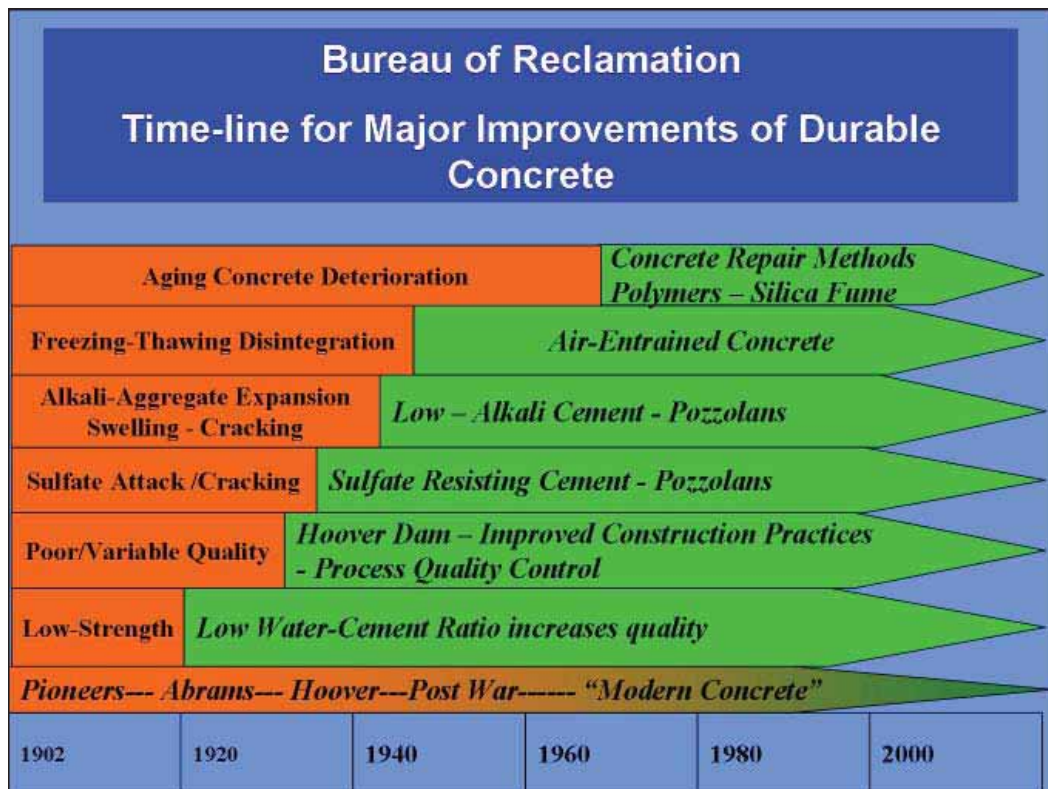 Bureau of Reclamation
Time-line for Major Improvements of Durable
Concrete
Aging Concrete Deterioration
Concrete Repair Methods
Polymers – Silica Fume
Freezing-Thawing Disintegration
Air-Entrained Concrete
Alkali-Aggregate Expansion
Swelling - Cracking
Low – Alkali Cement - Pozzolans
Sulfate Attack /Cracking
Sulfate Resisting Cement - Pozzolans
Poor/Variable Quality
Hoover Dam – Improved Construction Practices
- Process Quality Control
Low-Strength
Low Water-Cement Ratio increases quality
Pioneers--- Abrams--- Hoover---Post War------ “Modern Concrete”
1902 1920 1940 1960 1980 2000